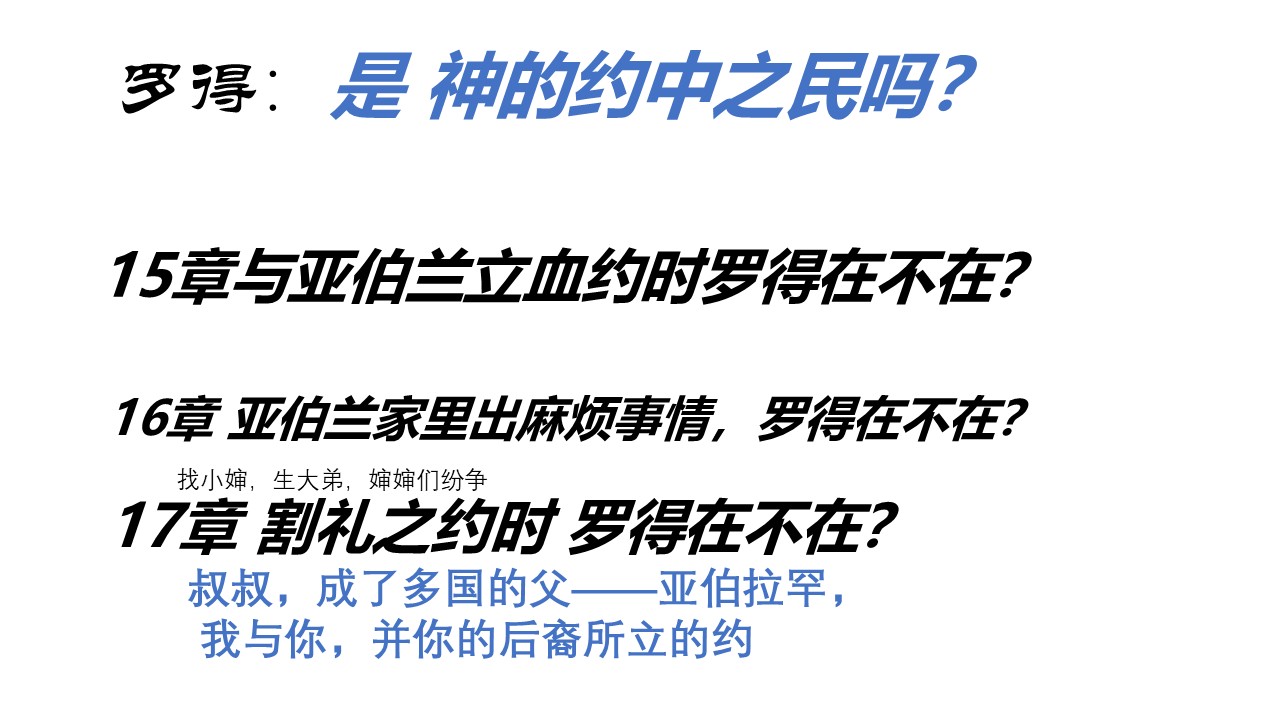 罗得：是 神的约中之民吗？
15章与亚伯兰立血约时罗得在不在？
16章 亚伯兰家里出麻烦事情，罗得在不在？
找小婶，生大弟，婶婶们纷争
17章 割礼之约时 罗得在不在？
叔叔，成了多国的父——亚伯拉罕，
我与你，并你的后裔所立的约